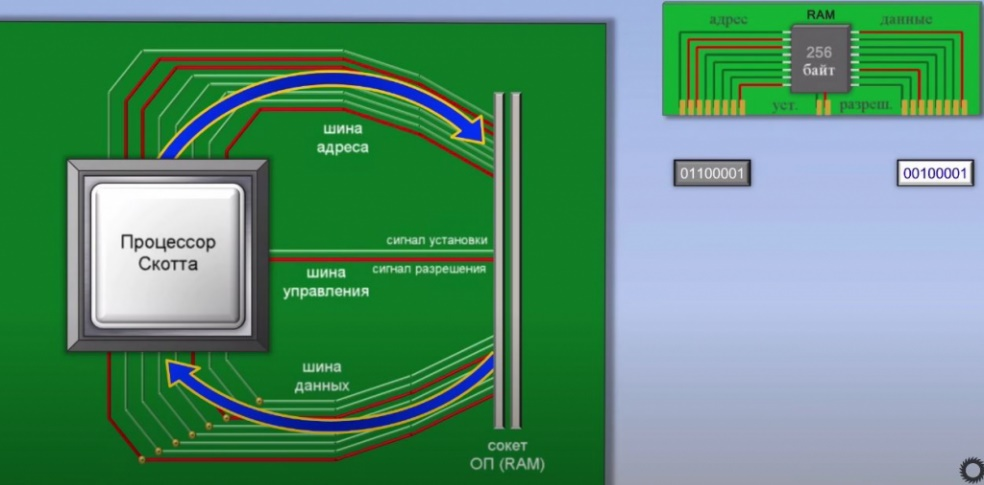 адрес
RAM
данные
256
байт
уст.
разреш.
01100001
00100001
шина
адреса
Процессор
Скотта
сигнал установки
сигнал разрешения
шина
управления
шина
данных
сокет
ОП (RAM)